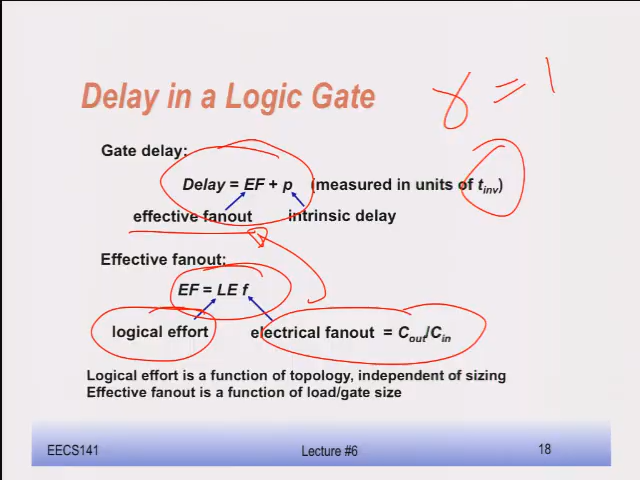 Delay in a Logic Gate
γ = 1
Gate delay:
Delay = EF + p (measured in units of tinv)
effective fanout intrinsic delay
Effective fanout:
EF = LE f
logical effort electrical fanout = Cout/Cin
Logical effort is a function of topology, independent of sizing
Effective fanout is a function of load/gate size
EECS141 Lecture #6 18